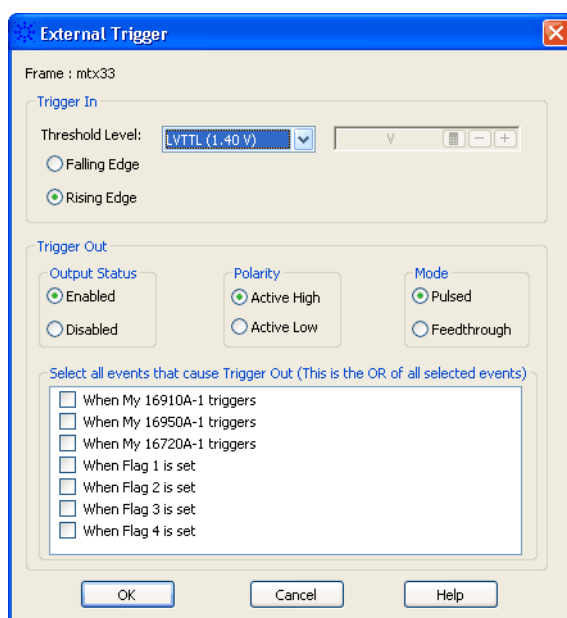 External Trigger
Frame : mtx33
Trigger In
Threshold Level: LVTTL (1.40 V) V
Falling Edge
Rising Edge
Trigger Out
Output Status Polarity Mode
Enabled Active High Pulsed
Disabled Active Low Feedthrough
Select all events that cause Trigger Out (This is the OR of all selected events)
When My 16910A-1 triggers
When My 16950A-1 triggers
When My 16720A-1 triggers
When Flag 1 is set
When Flag 2 is set
When Flag 3 is set
When Flag 4 is set
OK Cancel Help